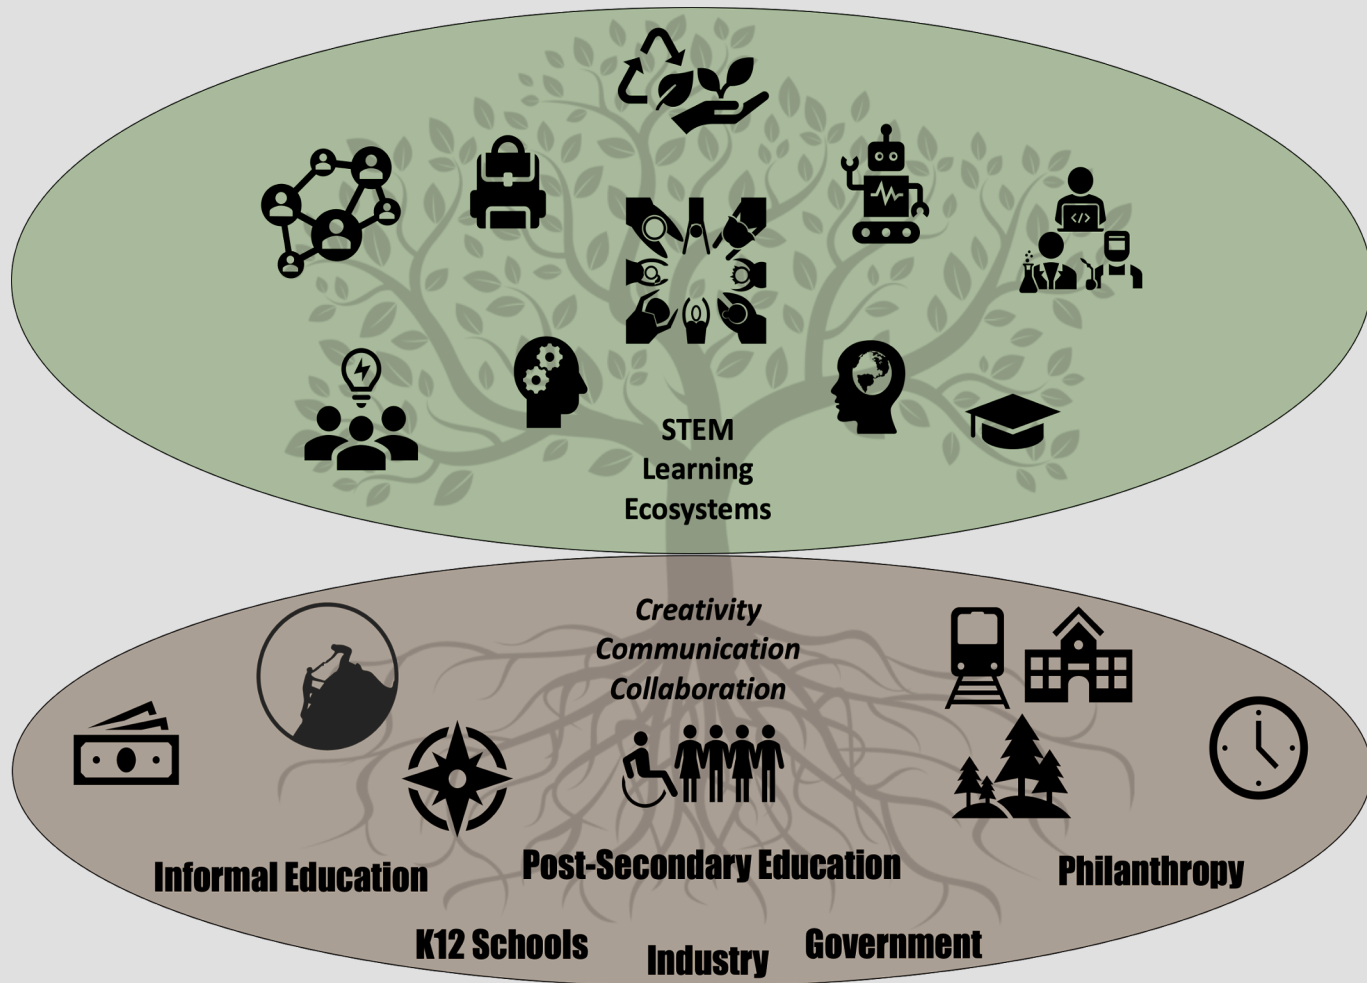 STEM
Learning
Ecosystems
Creativity
Communication
Collaboration
Informal Education
Post-Secondary Education
Philanthropy
K12 Schools
Industry
Government